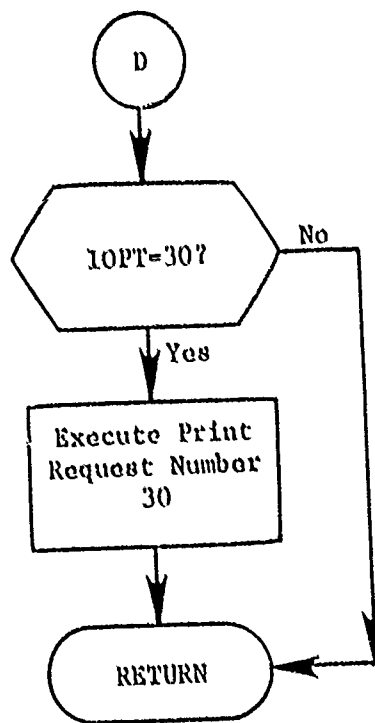 D
IOPT=30?
No
Yes
Execute Print
Request Number
30
RETURN